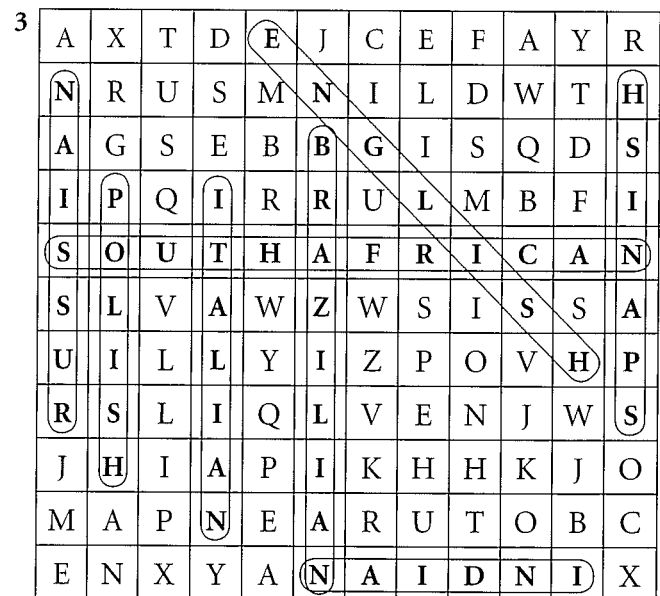 3
A X T D E J C E F A Y R
N R U S M N I L D W T H
A G S E B B G I S Q D S
I P Q I R R U L M B F I
S O U T H A F R I C A N
S L V A W Z W S I S S A
U I L L Y I Z P O V H P
R S L I Q L V E N J W S
J H I A P I K H H K J O
M A P N E A R U T O B C
E N X Y A N A I D N I X